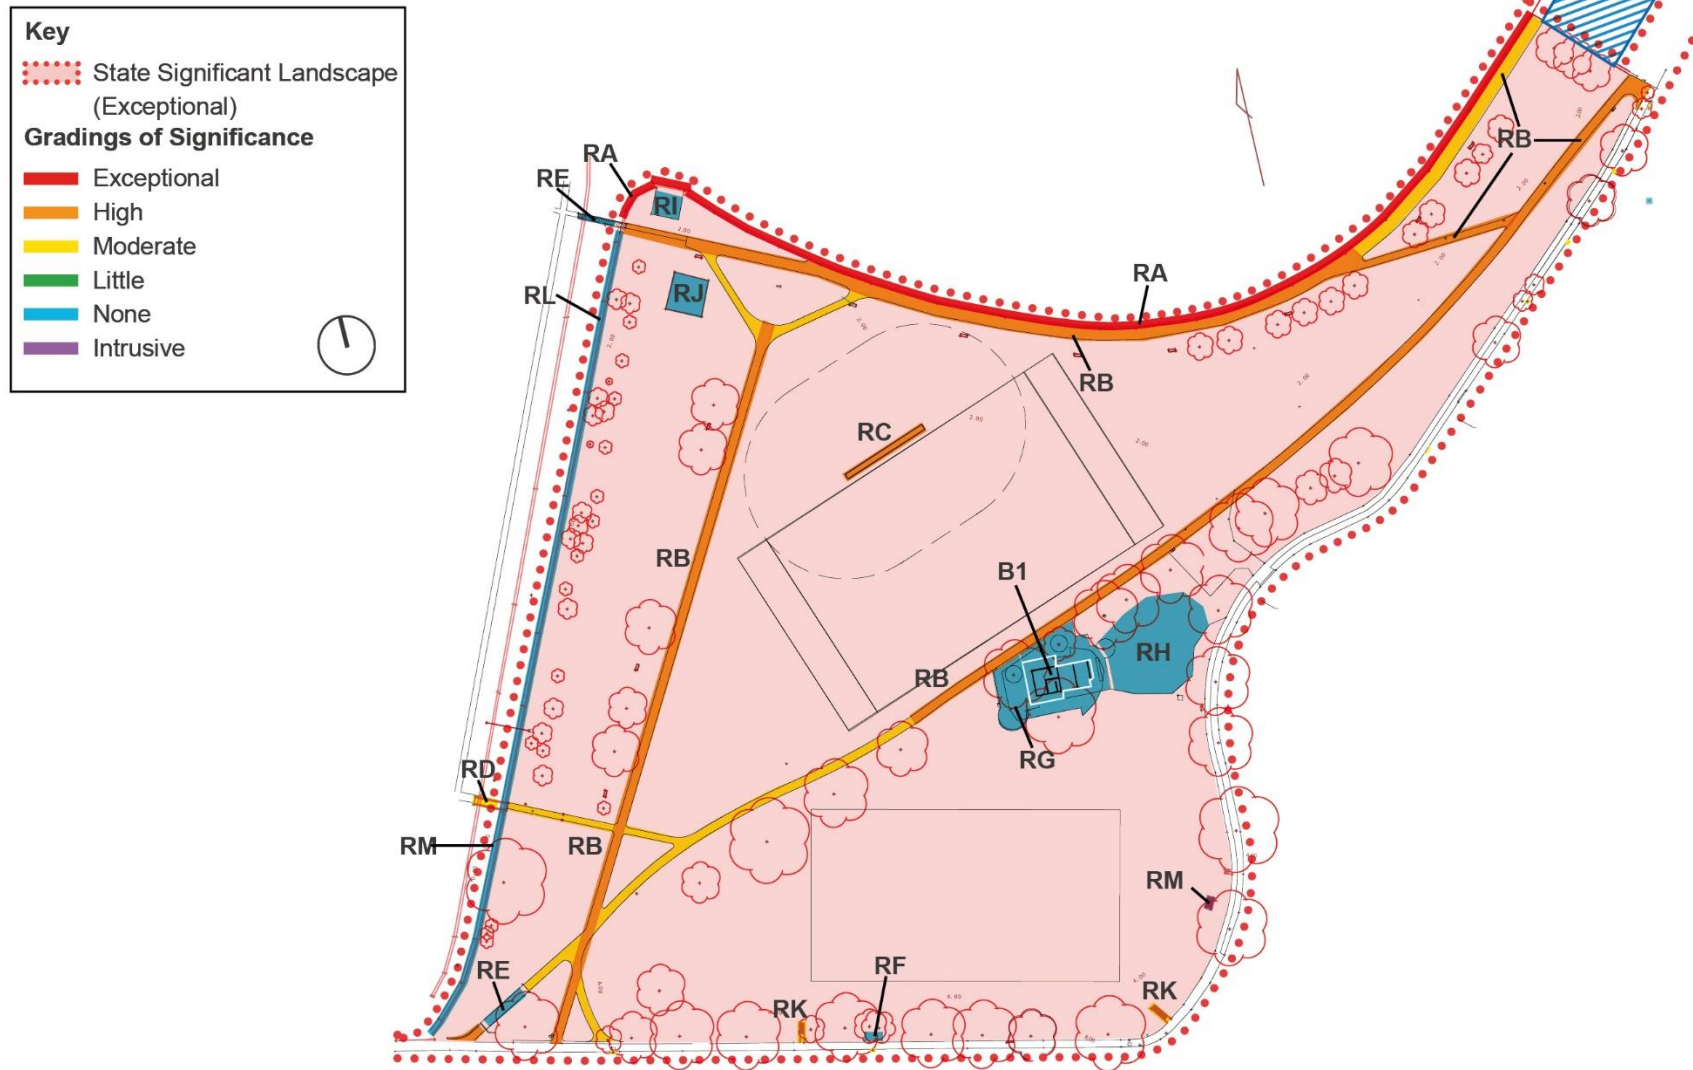 Key
State Significant Landscape
(Exceptional)
Gradings of Significance
Exceptional
High
Moderate
Little
None
Intrusive
RB
RA
RE
RI
RL
RJ
RA
RB
RC
RB
B1
RH
RB
RG
RD
RM
RB
RM
RE
RF
RK
RK